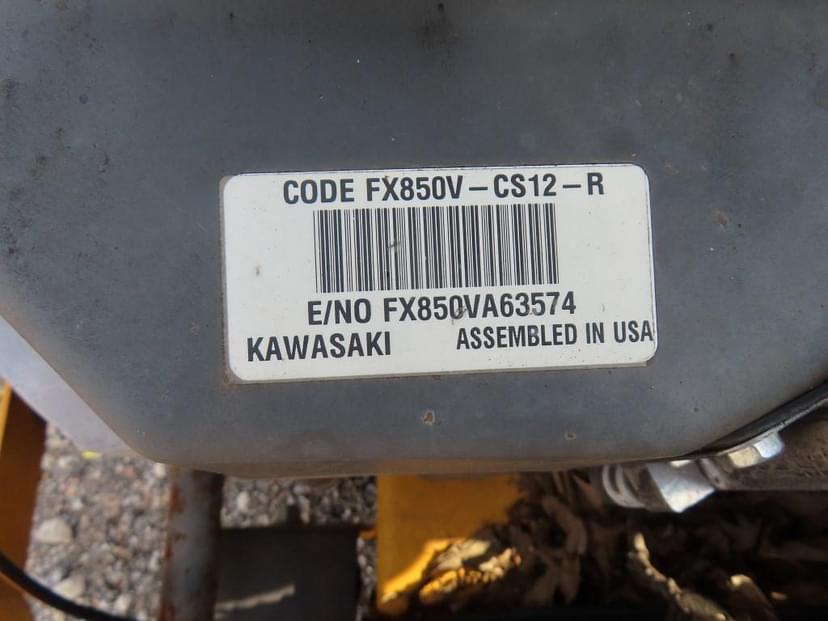 CODE FX850V-CS12-R
E/NO FX850VA63574
KAWASAKI ASSEMBLED IN USA